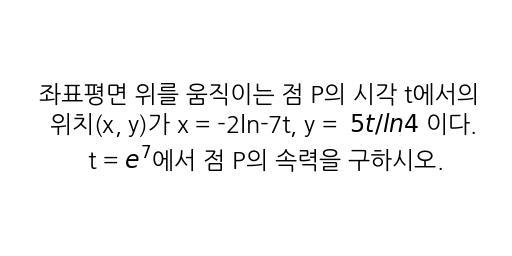 좌표평면 위를 움직이는 점 P의 시각 t에서의
위치(x, y)가 x = -2ln-7t, y = 5t/ln4 이다.
t = e⁷에서 점 P의 속력을 구하시오.